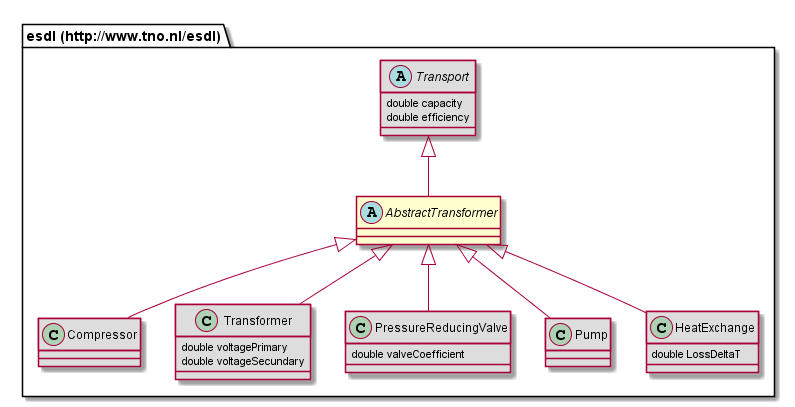 esdl (http://www.tno.nl/esdl)
A Transport
double capacity
double efficiency
A AbstractTransformer
C Compressor
C Transformer
double voltagePrimary
double voltageSecundary
C PressureReducingValve
double valveCoefficient
C Pump
C HeatExchange
double LossDeltaT